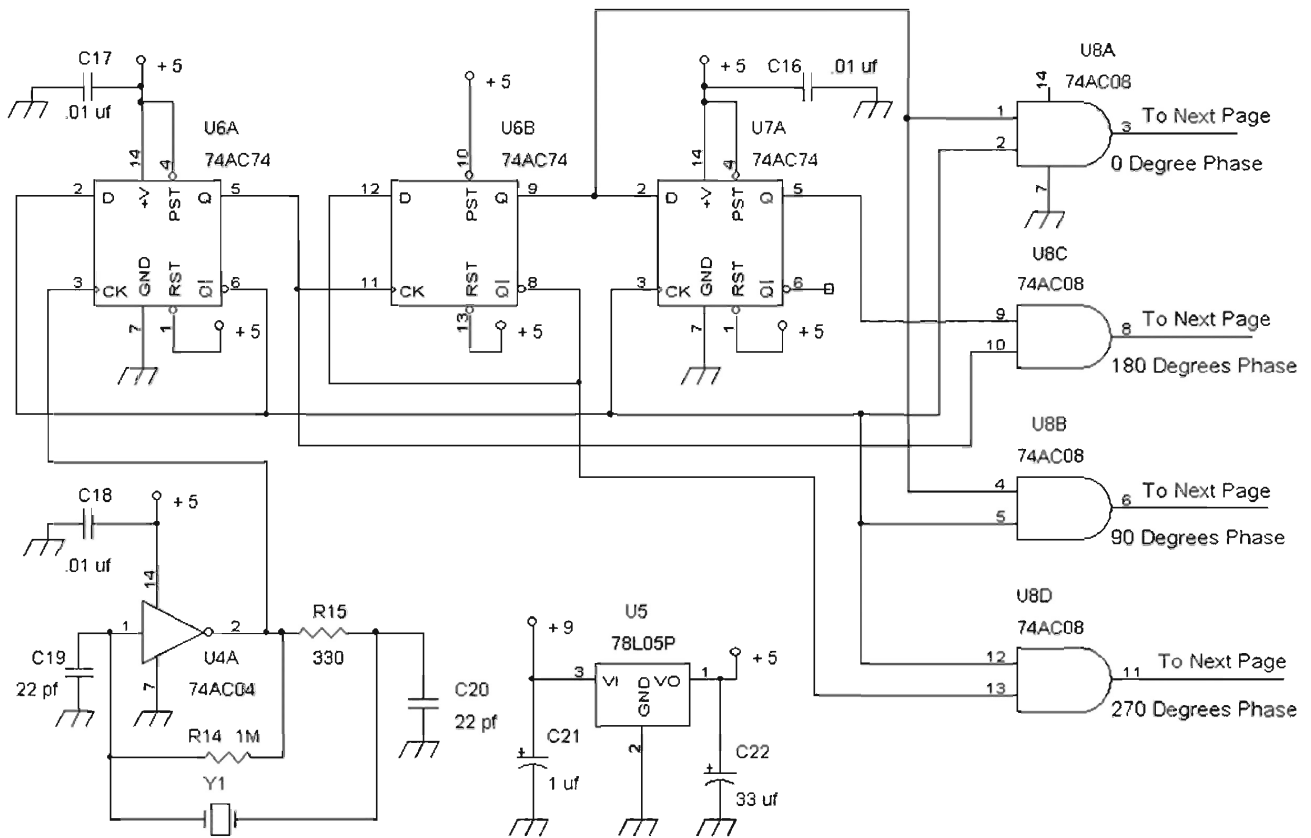 C17
+ 5
.01 uf
+ 5
+ 5
C16
.01 uf
U6A
74AC74
U6B
74AC74
U7A
74AC74
14
4
10
14
4
2
D
+V
PST
Q
5
12
D
PST
Q
9
2
D
+V
PST
Q
5
3
CK
GND
RST
QI
6
11
CK
RST
QI
8
3
CK
GND
RST
QI
6
7
1
+ 5
13
+ 5
7
1
+ 5
U8A
74AC08
14
1
2
3
7
To Next Page
0 Degree Phase
U8C
74AC08
9
10
8
To Next Page
180 Degrees Phase
U8B
74AC08
4
5
6
To Next Page
90 Degrees Phase
U8D
74AC08
12
13
11
To Next Page
270 Degrees Phase
C18
+ 5
.01 uf
14
1
2
7
U4A
74AC04
C19
22 pf
R15
330
C20
22 pf
R14 1M
Y1
U5
78L05P
+ 9
3
VI
GND
VO
1
+ 5
2
C21
1 uf
C22
33 uf